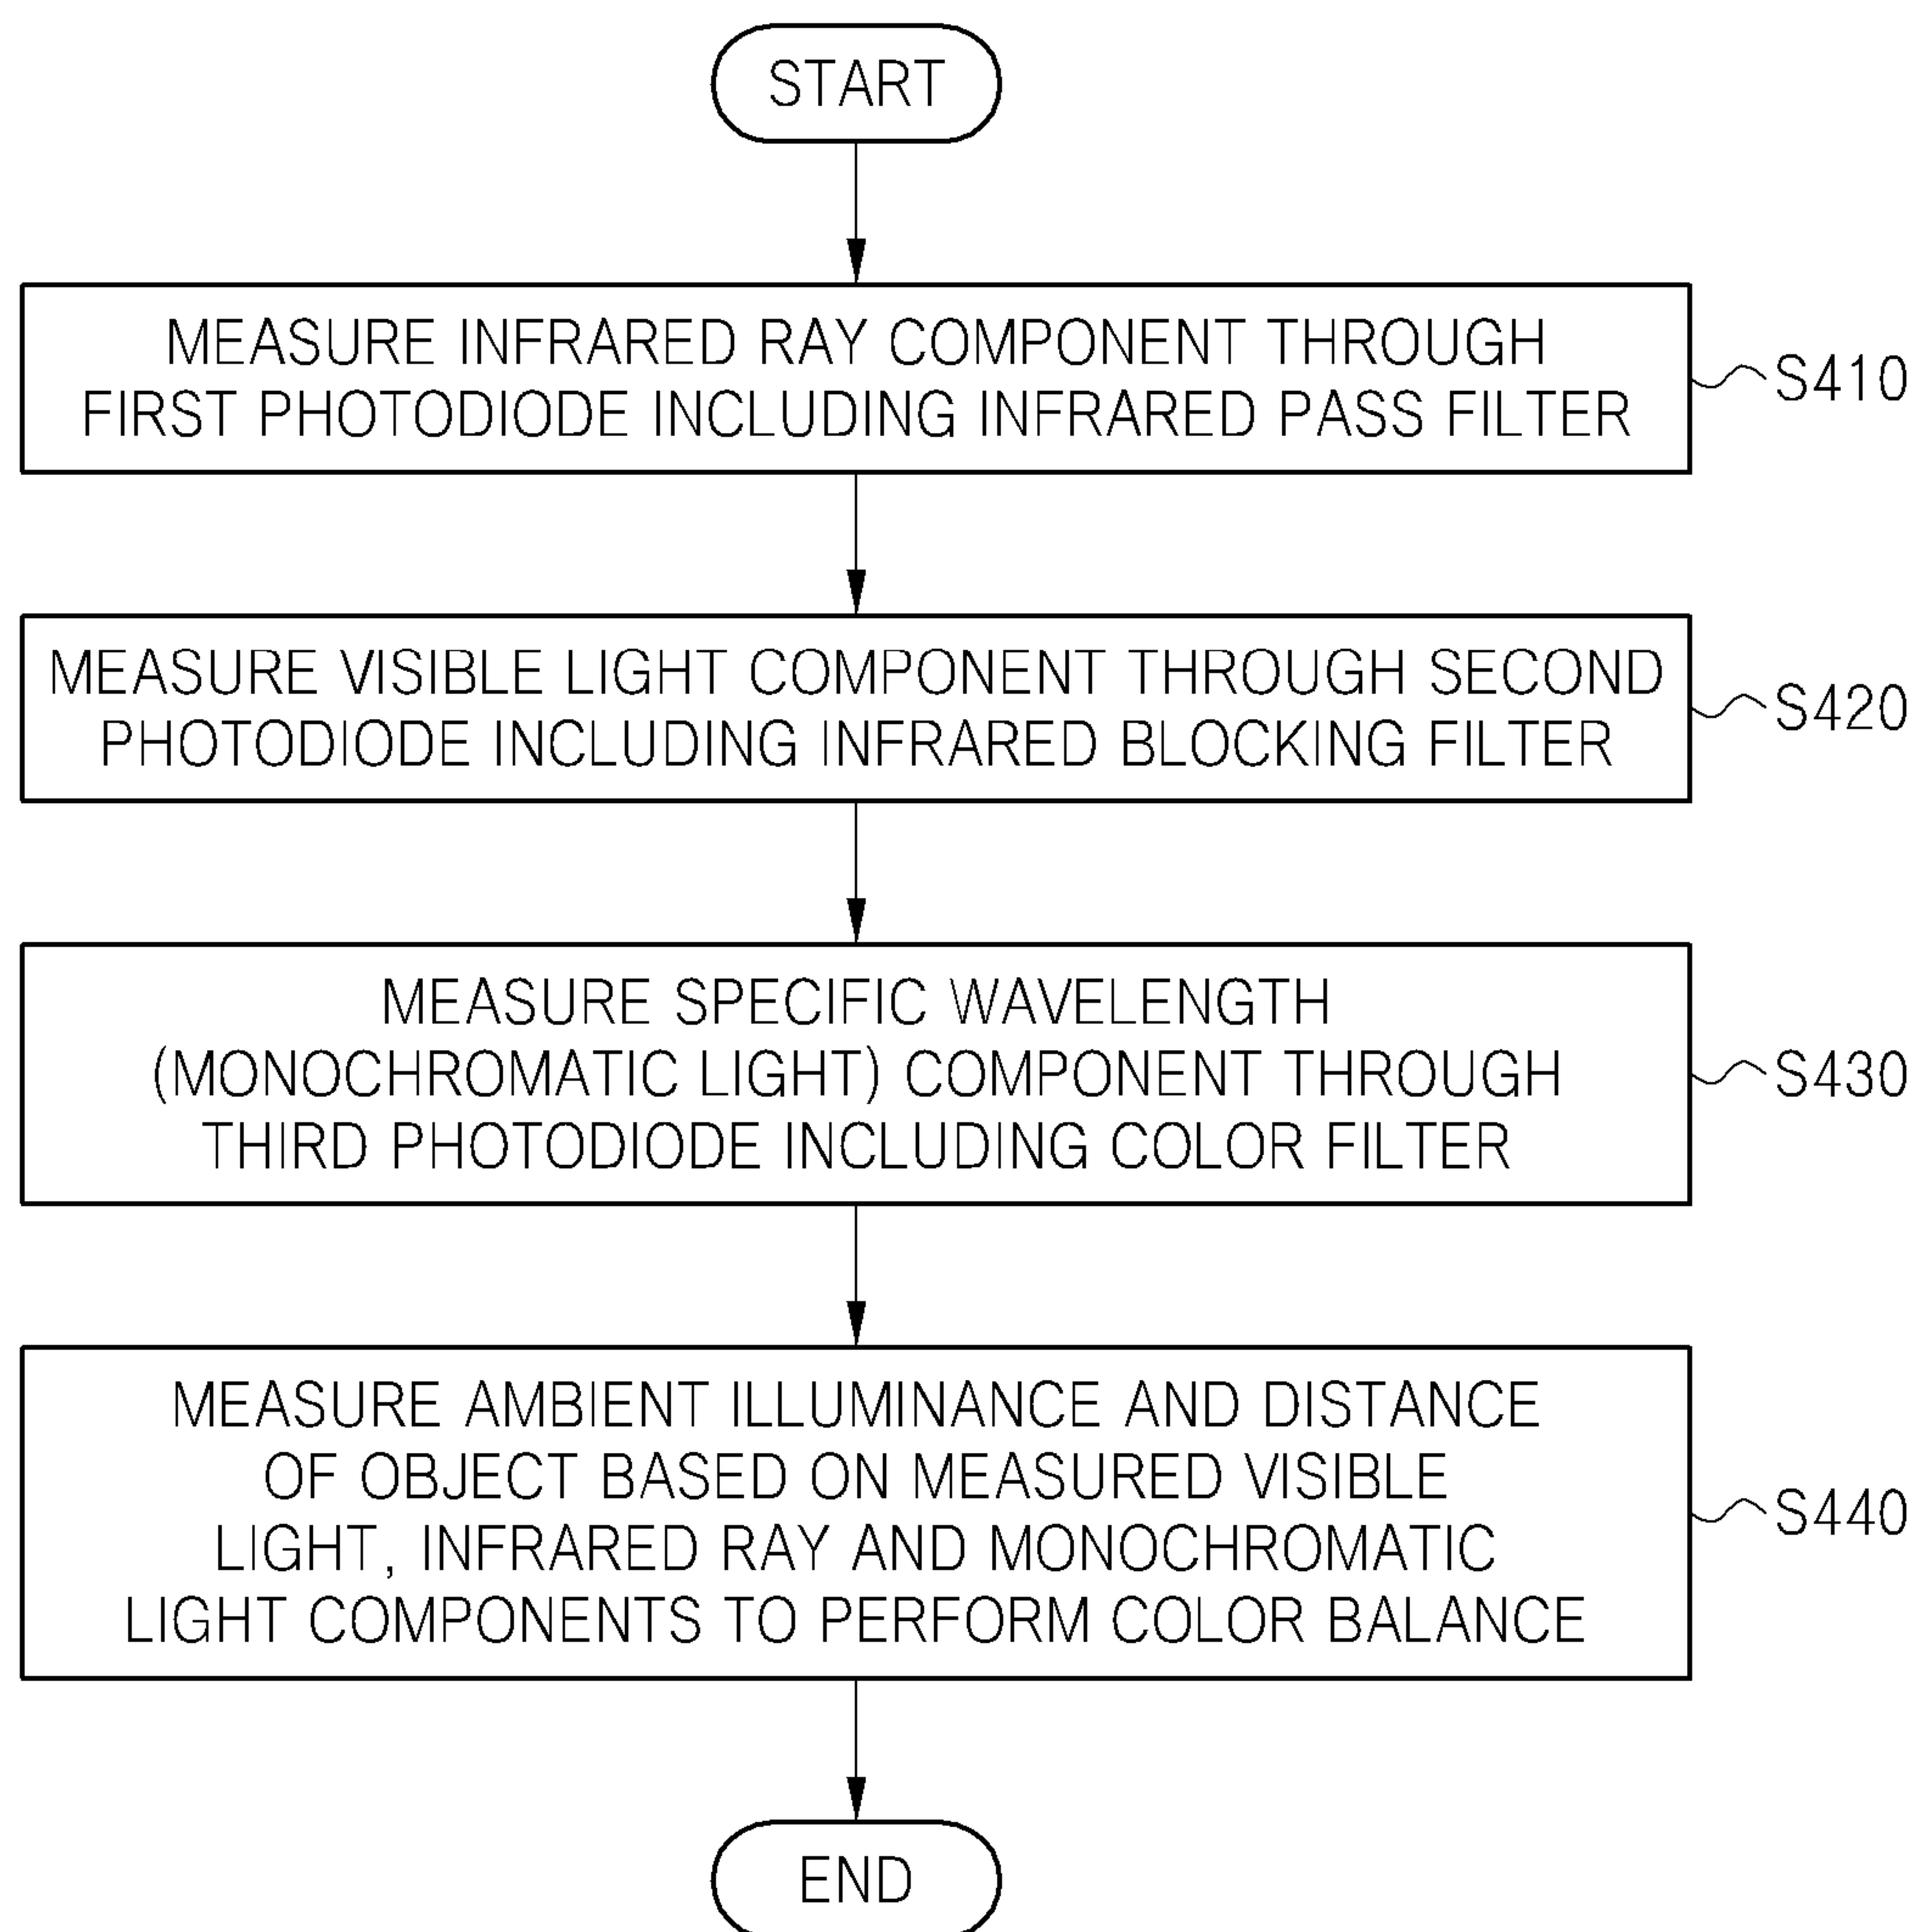 START
MEASURE INFRARED RAY COMPONENT THROUGH
FIRST PHOTODIODE INCLUDING INFRARED PASS FILTER
S410
MEASURE VISIBLE LIGHT COMPONENT THROUGH SECOND
PHOTODIODE INCLUDING INFRARED BLOCKING FILTER
S420
MEASURE SPECIFIC WAVELENGTH
(MONOCHROMATIC LIGHT) COMPONENT THROUGH
THIRD PHOTODIODE INCLUDING COLOR FILTER
S430
MEASURE AMBIENT ILLUMINANCE AND DISTANCE
OF OBJECT BASED ON MEASURED VISIBLE
LIGHT, INFRARED RAY AND MONOCHROMATIC
LIGHT COMPONENTS TO PERFORM COLOR BALANCE
S440
END